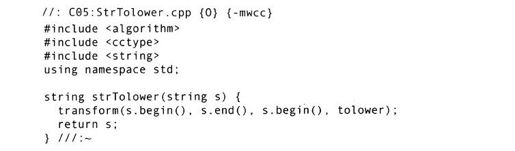 //: C05:StrTolower.cpp {O} {-mwcc}
#include <algorithm>
#include <cctype>
#include <string>
using namespace std;
string strTolower(string s) {
transform(s.begin(), s.end(), s.begin(), tolower);
return s;
} ///:~